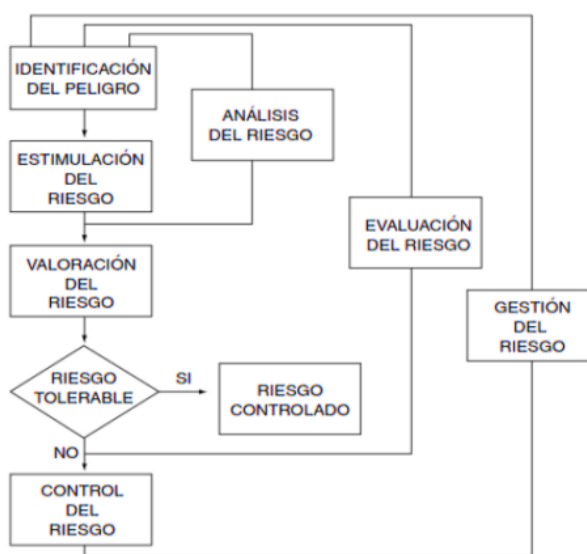 IDENTIFICACIÓN
DEL PELIGRO
ANÁLISIS
DEL RIESGO
ESTIMULACIÓN
DEL
RIESGO
EVALUACIÓN
DEL RIESGO
VALORACIÓN
DEL
RIESGO
GESTIÓN
DEL
RIESGO
RIESGO
TOLERABLE
SI
RIESGO
CONTROLADO
NO
CONTROL
DEL
RIESGO